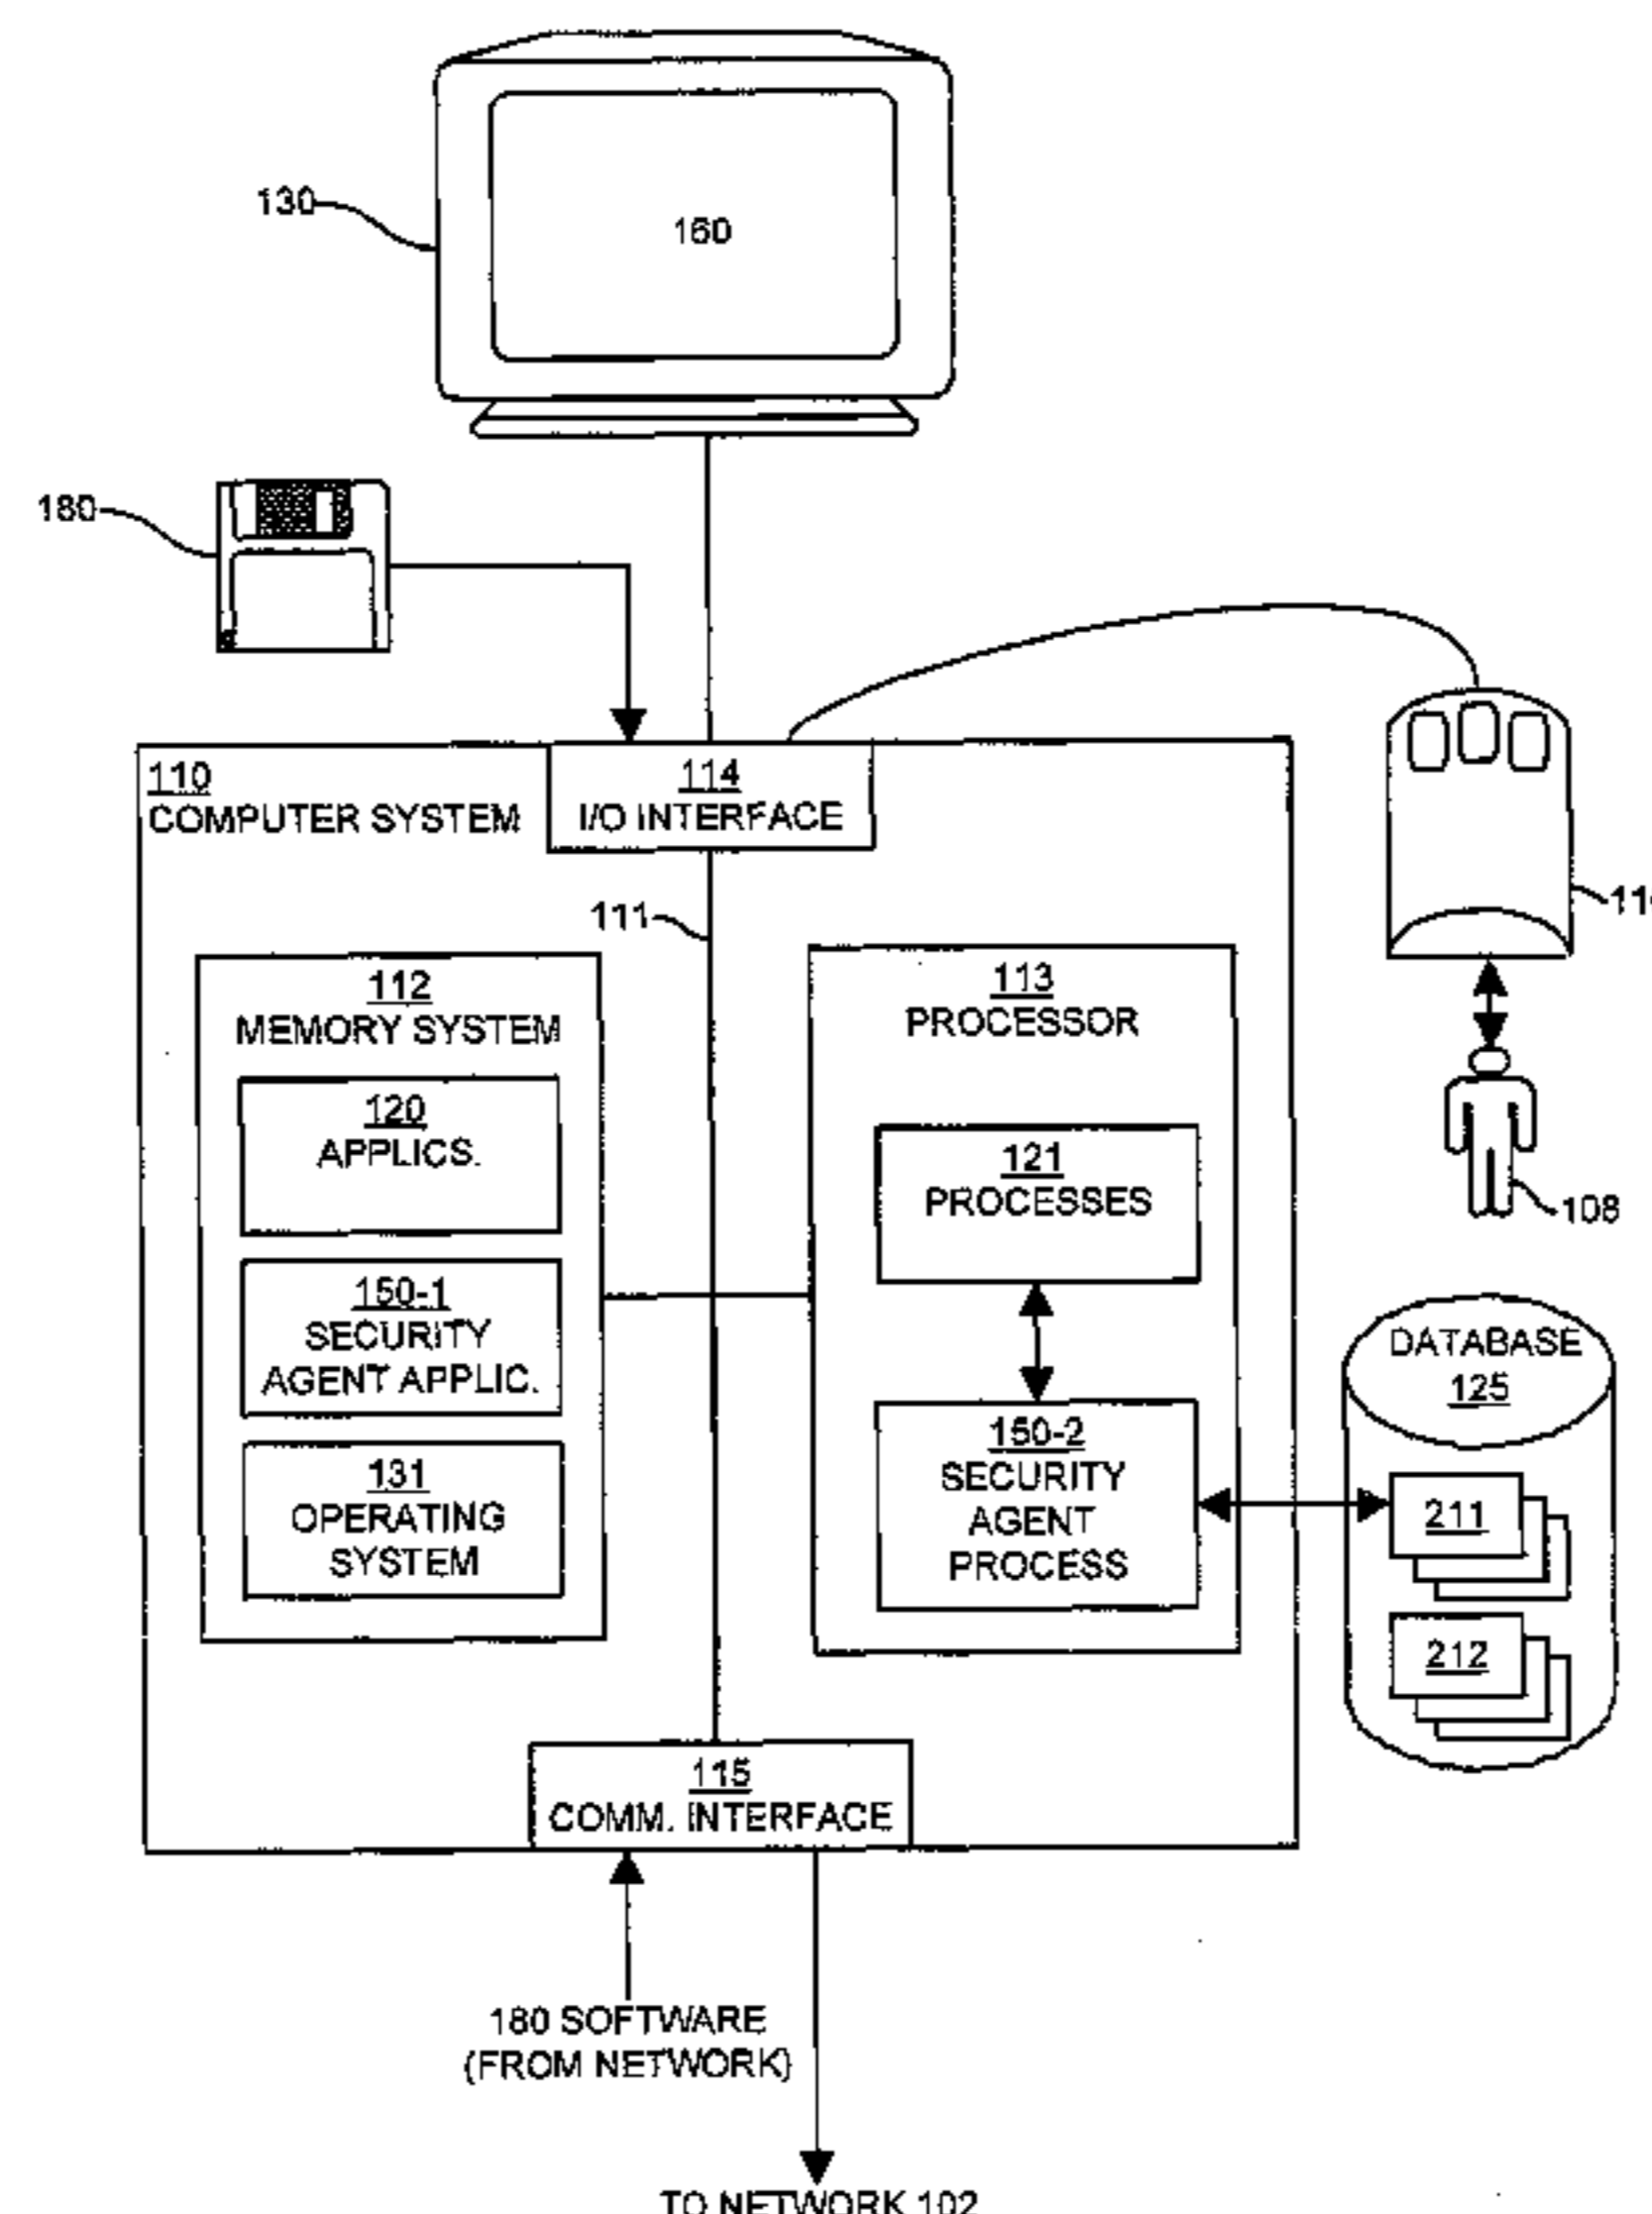 130
160
180
110
COMPUTER SYSTEM
114
I/O INTERFACE
111
112
MEMORY SYSTEM
120
APPLICS.
150-1
SECURITY
AGENT APPLIC.
131
OPERATING
SYSTEM
113
PROCESSOR
121
PROCESSES
150-2
SECURITY
AGENT
PROCESS
108
DATABASE
125
211
212
115
COMM. INTERFACE
180 SOFTWARE
(FROM NETWORK)
TO NETWORK 102